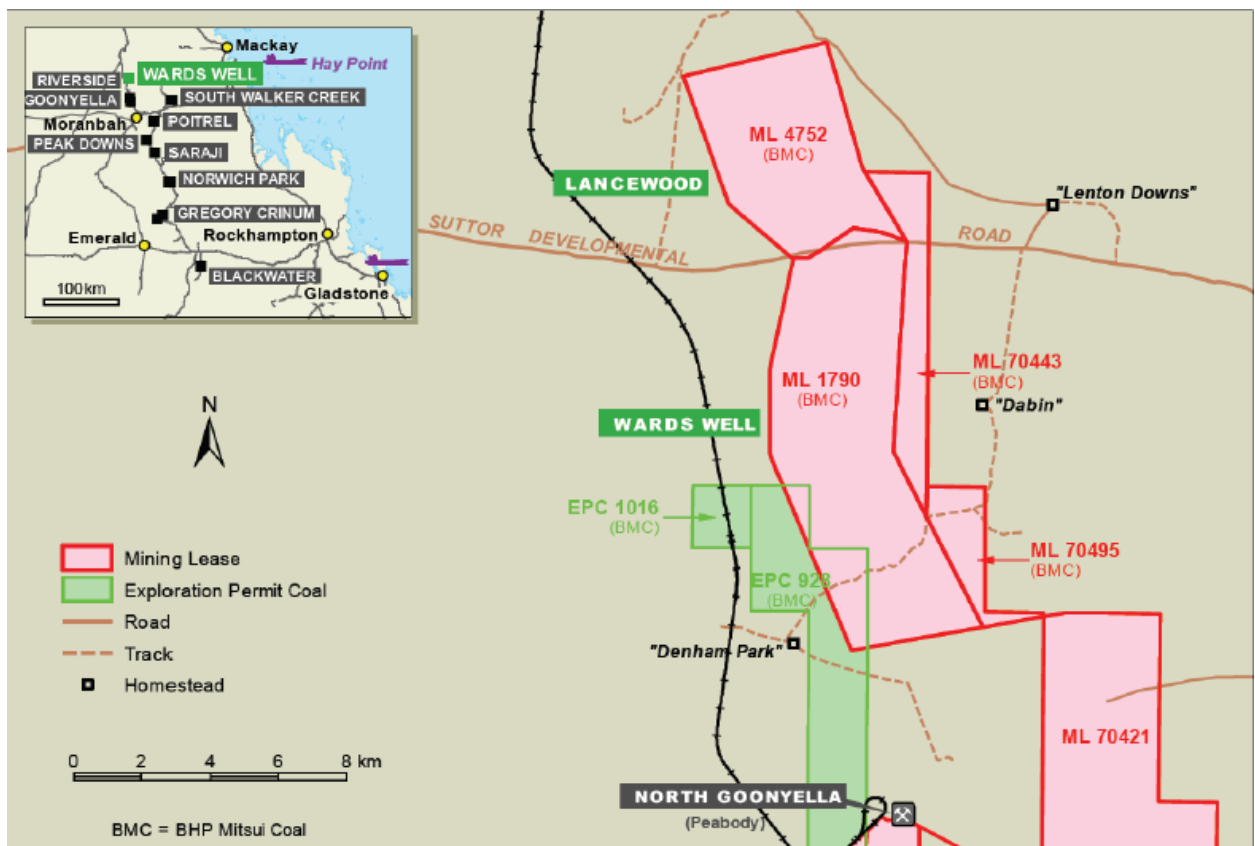 Mackay
Hay Point
RIVERSIDE
WARDS WELL
GOONYELLA
SOUTH WALKER CREEK
Moranbah
POITREL
PEAK DOWNS
SARAJI
NORWICH PARK
GREGORY CRINUM
Emerald
Rockhampton
BLACKWATER
Gladstone
100km
ML 4752
(BMC)
LANCEWOOD
"Lenton Downs"
SUTTOR DEVELOPMENTAL ROAD
ML 1790
(BMC)
ML 70443
(BMC)
"Dabin"
WARDS WELL
N
EPC 1016
(BMC)
ML 70495
(BMC)
EPC 928
(BMC)
"Denham Park"
ML 70421
NORTH GOONYELLA
(Peabody)
Mining Lease
Exploration Permit Coal
Road
Track
Homestead
0 2 4 6 8 km
BMC = BHP Mitsui Coal